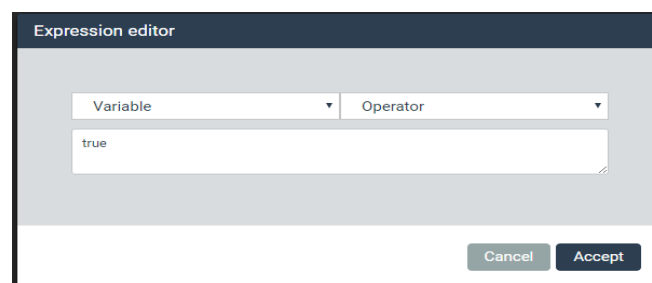 Expression editor
Variable Operator
true
Cancel Accept